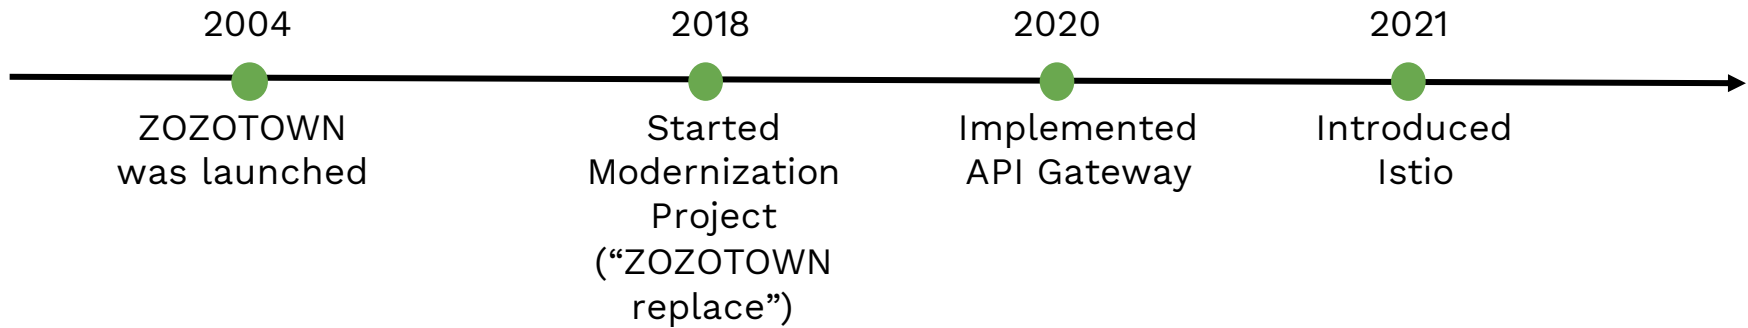 2004
ZOZOTOWN
was launched
2018
Started
Modernization
Project
(“ZOZOTOWN
replace”)
2020
Implemented
API Gateway
2021
Introduced
Istio